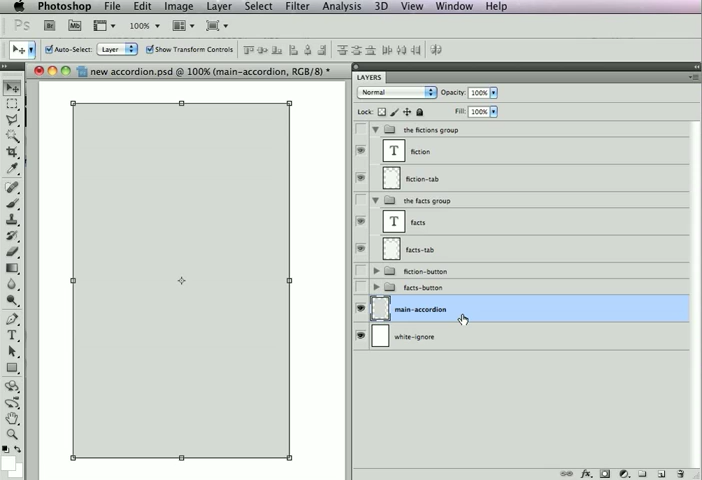 Photoshop File Edit Image Layer Select Filter Analysis 3D View Window Help
Ps Br Mb 100%
Auto-Select: Layer Show Transform Controls
new accordion.psd @ 100% (main-accordion, RGB/8) *
LAYERS
Normal Opacity: 100%
Lock: Fill: 100%
the fictions group
T fiction
fiction-tab
the facts group
T facts
facts-tab
fiction-button
facts-button
main-accordion
white-ignore
fx